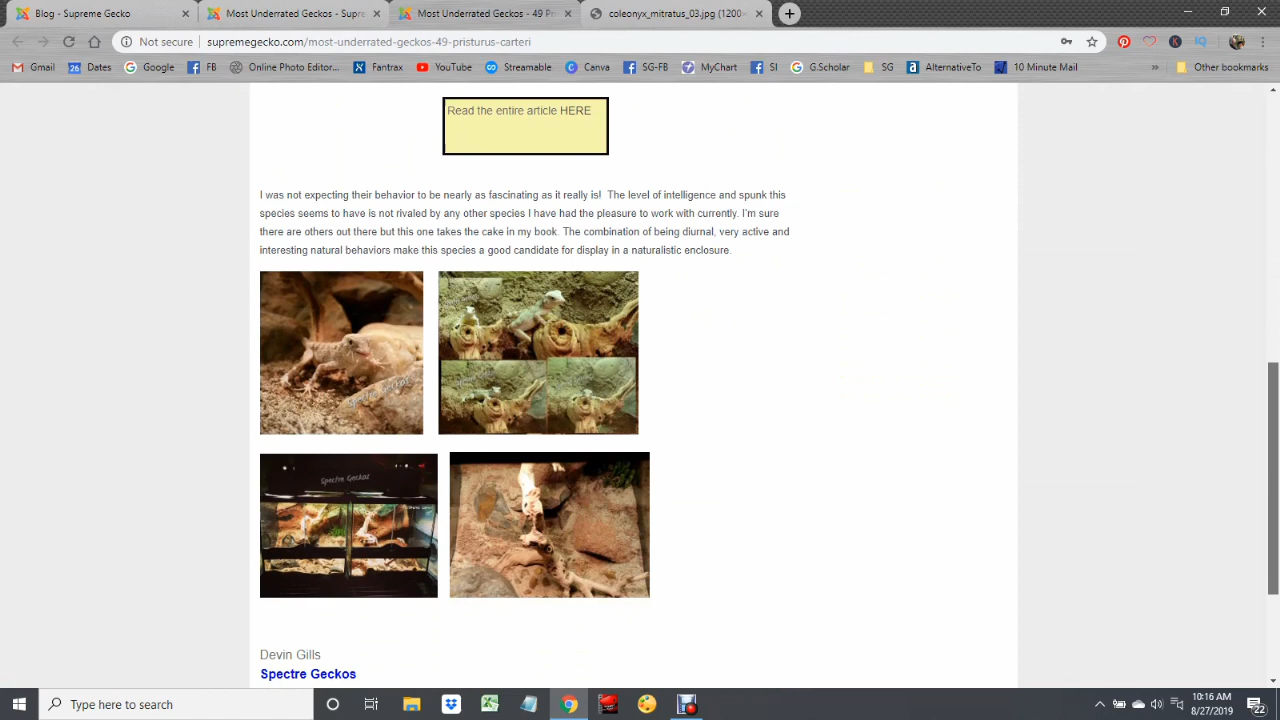 Blog - Supreme Gecko
Most Underrated Geckos - Supre
Most Underrated Geckos - 49 Pri
coleonyx_mitratus_03.jpg (1200×
Not secure
supremegecko.com/most-underrated-geckos-49-pristurus-carteri
Gmail
26 Dates
Google
FB
Online Photo Editor...
Fantrax
YouTube
Streamable
Canva
SG-FB
MyChart
SI
G.Scholar
SG
AlternativeTo
10 Minute Mail
»
Other bookmarks
Read the entire article HERE
I was not expecting their behavior to be nearly as fascinating as it really is! The level of intelligence and spunk this
species seems to have is not rivaled by any other species I have had the pleasure to work with currently. I'm sure
there are others out there but this one takes the cake in my book. The combination of being diurnal, very active and
interesting natural behaviors make this species a good candidate for display in a naturalistic enclosure.
Spectre Geckos
Spectre Geckos
Devin Gills
Spectre Geckos
Type here to search
10:16 AM
8/27/2019
22